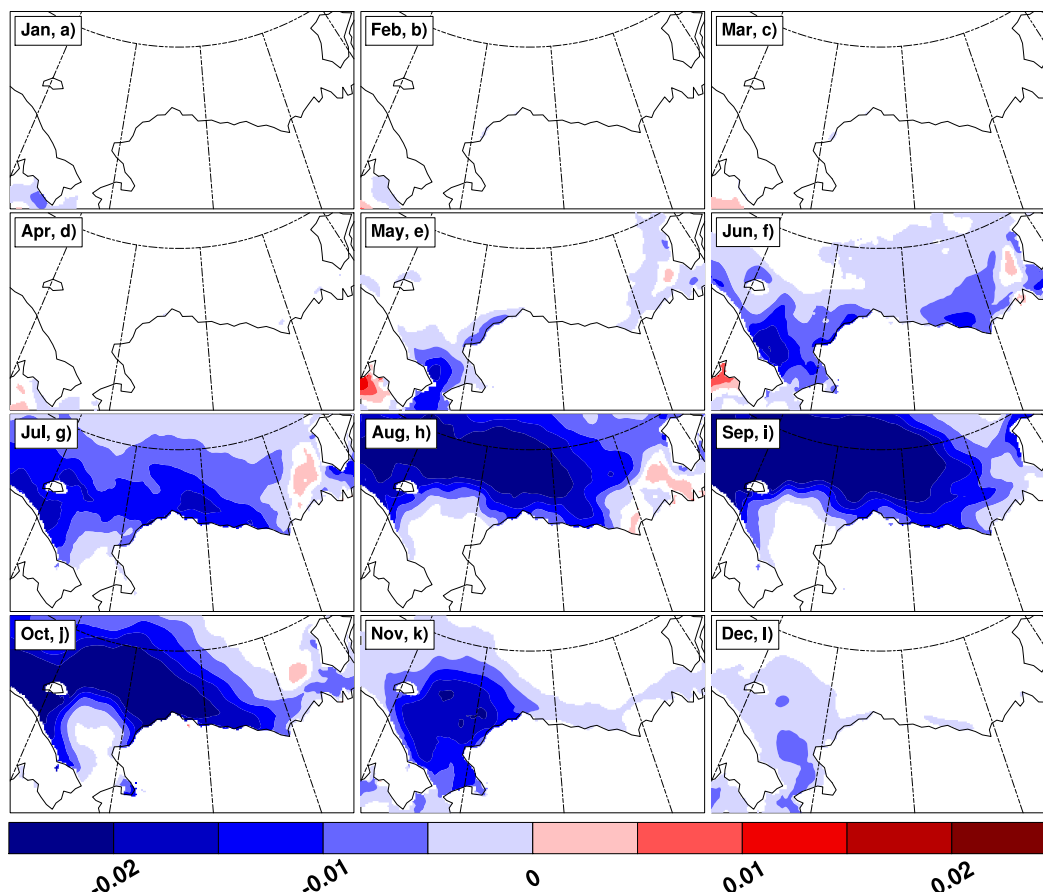 Jan, a)
Feb, b)
Mar, c)
Apr, d)
May, e)
Jun, f)
Jul, g)
Aug, h)
Sep, i)
Oct, j)
Nov, k)
Dec, l)
-0.02
-0.01
0
0.01
0.02